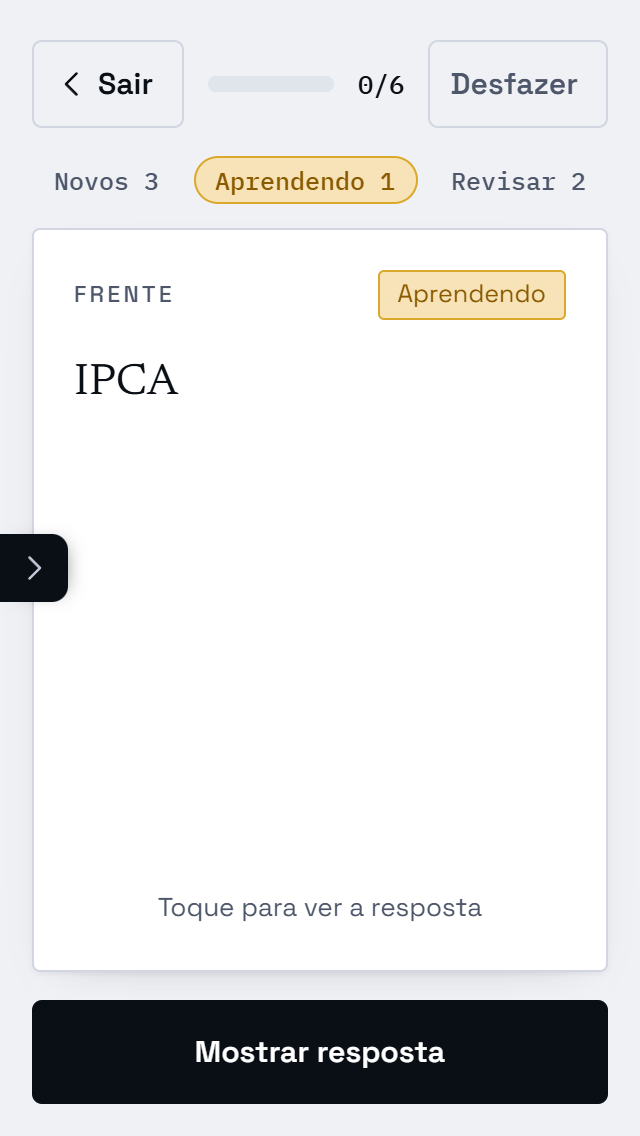 Sair
0/6
Desfazer
Novos 3
Aprendendo 1
Revisar 2
FRENTE
Aprendendo
IPCA
Toque para ver a resposta
Mostrar resposta